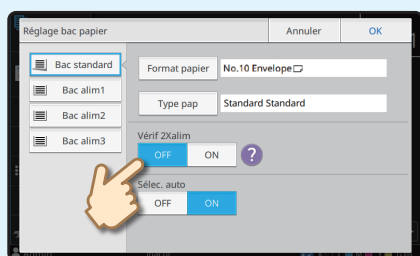 Réglage bac papier Annuler OK
Bac standard
Bac alim1
Bac alim2
Bac alim3
Format papier No.10 Envelope
Type pap Standard Standard
Vérif 2Xalim
OFF ON ?
Sélec. auto
OFF ON